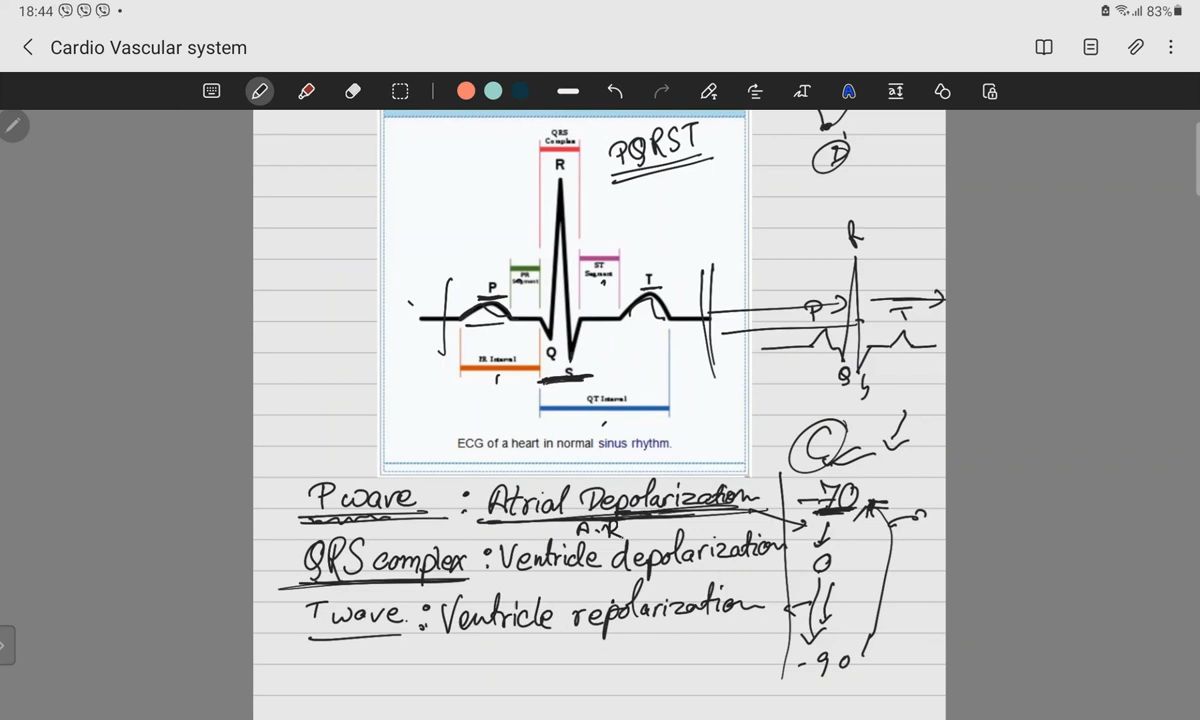 18:44 83%
Cardio Vascular system
QRS
Complex
PQRST
R
D
R
PR
Segment
ST
Segment
P
T
P
T
Q
S
Q
S
PR Interval
QT Interval
ECG of a heart in normal sinus rhythm.
P wave : Atrial Depolarization
-70
A.R
QRS complex : Ventricle depolarization
0
T wave : Ventricle repolarization
-90